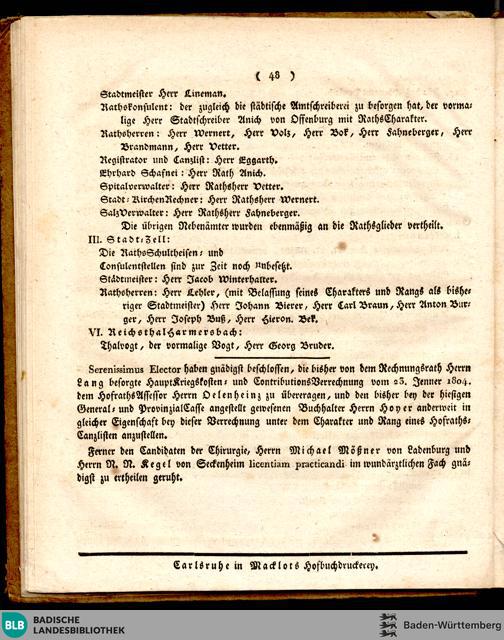 ( 48 )
Stadtmeister Herr Lineman.
Rathskonsulent: der zugleich die städtische Amtschreiberei zu besorgen hat, der vorma-
lige Herr Stadtschreiber Anich von Offenburg mit RathsCharakter.
Rathsherren: Herr Wernert, Herr Volz, Herr Bok, Herr Fahneberger, Herr
Brandmann, Herr Vetter.
Registrator und Canzlist: Herr Eggarth.
Ehrhard Schafnei: Herr Rath Anich.
Spitalverwalter: Herr Rathsherr Vetter.
Stadt-KirchenRechner: Herr Rathsherr Wernert.
SalzVerwalter: Herr Rathsherr Fahneberger.
Die übrigen Nebenämter wurden ebenmäßig an die Rathsglieder vertheilt.
III. Stadt-Zell:
Die RathsSchultheisen- und
Consulentstellen sind zur Zeit noch unbesetzt.
Städtmeister: Herr Jacob Winterhalter.
Rathsherren: Herr Lehler, (mit Belassung seines Charakters und Rangs als bishe-
riger Stadtmeister) Herr Johann Bierer, Herr Carl Braun, Herr Anton Bur-
ger, Herr Joseph Buß, Herr Hieron. Bek.
VI. ReichsthalHarmersbach:
Thalvogt, der vormalige Vogt, Herr Georg Bruder.
Serenissimus Elector haben gnädigst beschlossen, die bisher von dem Rechnungsrath Herrn
Lang besorgte HauptKriegskosten- und ContributionsVerrechnung vom 23. Jenner 1804.
dem HofrathsAssessor Herrn Oelenheinz zu übertragen, und den bisher bey der hiesigen
General- und ProvinzialCasse angestellt gewesenen Buchhalter Herrn Hoyer anderweit in
gleicher Eigenschaft bey dieser Verrechnung unter dem Charakter und Rang eines Hofraths-
Canzlisten anzustellen.
Ferner den Candidaten der Chirurgie, Herrn Michael Mößner von Ladenburg und
Herrn N. N. Kegel von Seckenheim licentiam practicandi im wundärztlichen Fach gnä-
digst zu ertheilen geruht.
Carlsruhe in Macklots Hofbuchdruckerey.
BLB BADISCHE
LANDESBIBLIOTHEK
Baden-Württemberg